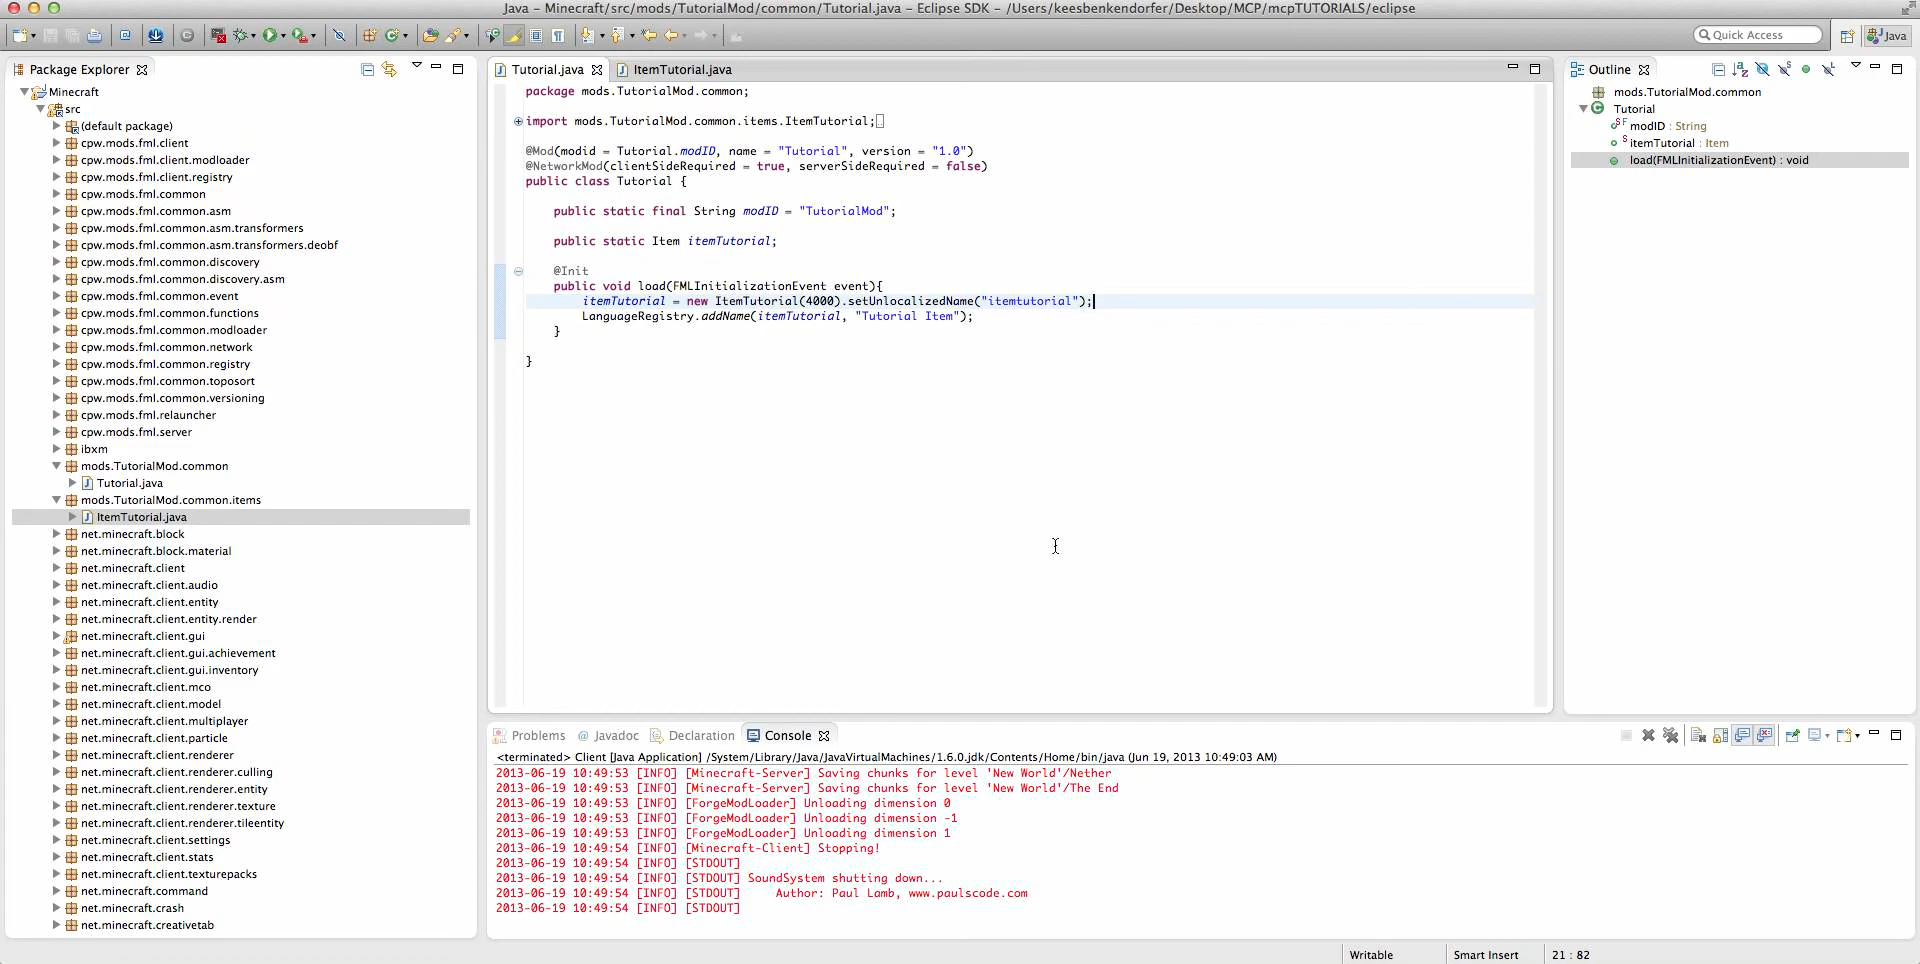 Java – Minecraft/src/mods/TutorialMod/common/Tutorial.java – Eclipse SDK – /Users/keesbenkendorfer/Desktop/MCP/mcpTUTORIALS/eclipse
Quick Access
Java
Package Explorer
Minecraft
src
(default package)
cpw.mods.fml.client
cpw.mods.fml.client.modloader
cpw.mods.fml.client.registry
cpw.mods.fml.common
cpw.mods.fml.common.asm
cpw.mods.fml.common.asm.transformers
cpw.mods.fml.common.asm.transformers.deobf
cpw.mods.fml.common.discovery
cpw.mods.fml.common.discovery.asm
cpw.mods.fml.common.event
cpw.mods.fml.common.functions
cpw.mods.fml.common.modloader
cpw.mods.fml.common.network
cpw.mods.fml.common.registry
cpw.mods.fml.common.toposort
cpw.mods.fml.common.versioning
cpw.mods.fml.relauncher
cpw.mods.fml.server
ibxm
mods.TutorialMod.common
Tutorial.java
mods.TutorialMod.common.items
ItemTutorial.java
net.minecraft.block
net.minecraft.block.material
net.minecraft.client
net.minecraft.client.audio
net.minecraft.client.entity
net.minecraft.client.entity.render
net.minecraft.client.gui
net.minecraft.client.gui.achievement
net.minecraft.client.gui.inventory
net.minecraft.client.mco
net.minecraft.client.model
net.minecraft.client.multiplayer
net.minecraft.client.particle
net.minecraft.client.renderer
net.minecraft.client.renderer.culling
net.minecraft.client.renderer.entity
net.minecraft.client.renderer.texture
net.minecraft.client.renderer.tileentity
net.minecraft.client.settings
net.minecraft.client.stats
net.minecraft.client.texturepacks
net.minecraft.command
net.minecraft.crash
net.minecraft.creativetab
Tutorial.java
ItemTutorial.java
package mods.TutorialMod.common;
import mods.TutorialMod.common.items.ItemTutorial;
@Mod(modid = Tutorial.modID, name = "Tutorial", version = "1.0")
@NetworkMod(clientSideRequired = true, serverSideRequired = false)
public class Tutorial {
public static final String modID = "TutorialMod";
public static Item itemTutorial;
@Init
public void load(FMLInitializationEvent event){
itemTutorial = new ItemTutorial(4000).setUnlocalizedName("itemtutorial");
LanguageRegistry.addName(itemTutorial, "Tutorial Item");
}
}
Outline
mods.TutorialMod.common
Tutorial
modID : String
itemTutorial : Item
load(FMLInitializationEvent) : void
Problems
Javadoc
Declaration
Console
<terminated> Client [Java Application] /System/Library/Java/JavaVirtualMachines/1.6.0.jdk/Contents/Home/bin/java (Jun 19, 2013 10:49:03 AM)
2013-06-19 10:49:53 [INFO] [Minecraft-Server] Saving chunks for level 'New World'/Nether
2013-06-19 10:49:53 [INFO] [Minecraft-Server] Saving chunks for level 'New World'/The End
2013-06-19 10:49:53 [INFO] [ForgeModLoader] Unloading dimension 0
2013-06-19 10:49:53 [INFO] [ForgeModLoader] Unloading dimension -1
2013-06-19 10:49:53 [INFO] [ForgeModLoader] Unloading dimension 1
2013-06-19 10:49:54 [INFO] [Minecraft-Client] Stopping!
2013-06-19 10:49:54 [INFO] [STDOUT]
2013-06-19 10:49:54 [INFO] [STDOUT] SoundSystem shutting down...
2013-06-19 10:49:54 [INFO] [STDOUT] Author: Paul Lamb, www.paulscode.com
2013-06-19 10:49:54 [INFO] [STDOUT]
Writable
Smart Insert
21 : 82